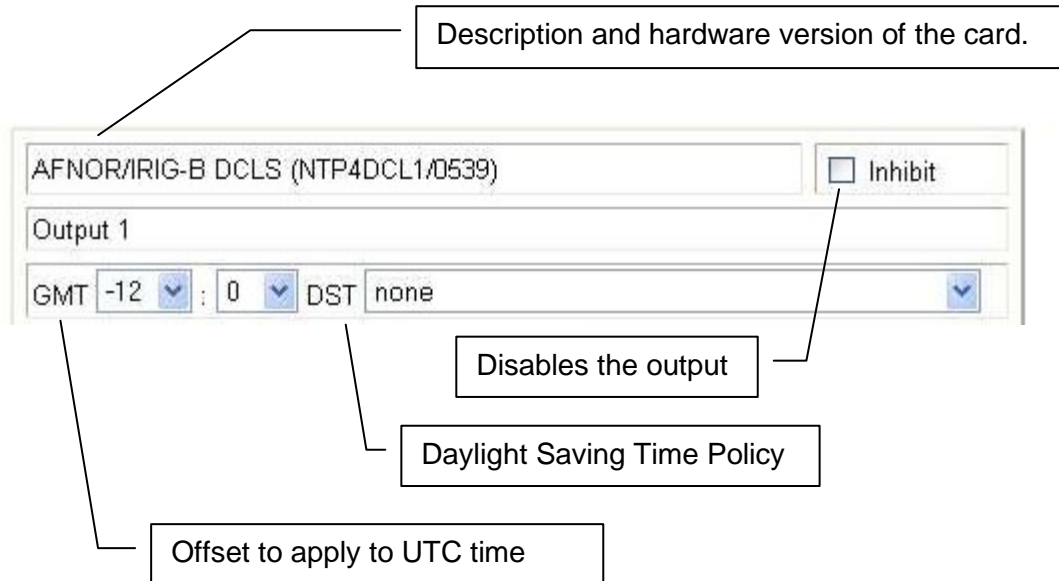 Description and hardware version of the card.
AFNOR/IRIG-B DCLS (NTP4DCL1/0539)
Inhibit
Output 1
GMT -12 : 0 DST none
Disables the output
Daylight Saving Time Policy
Offset to apply to UTC time